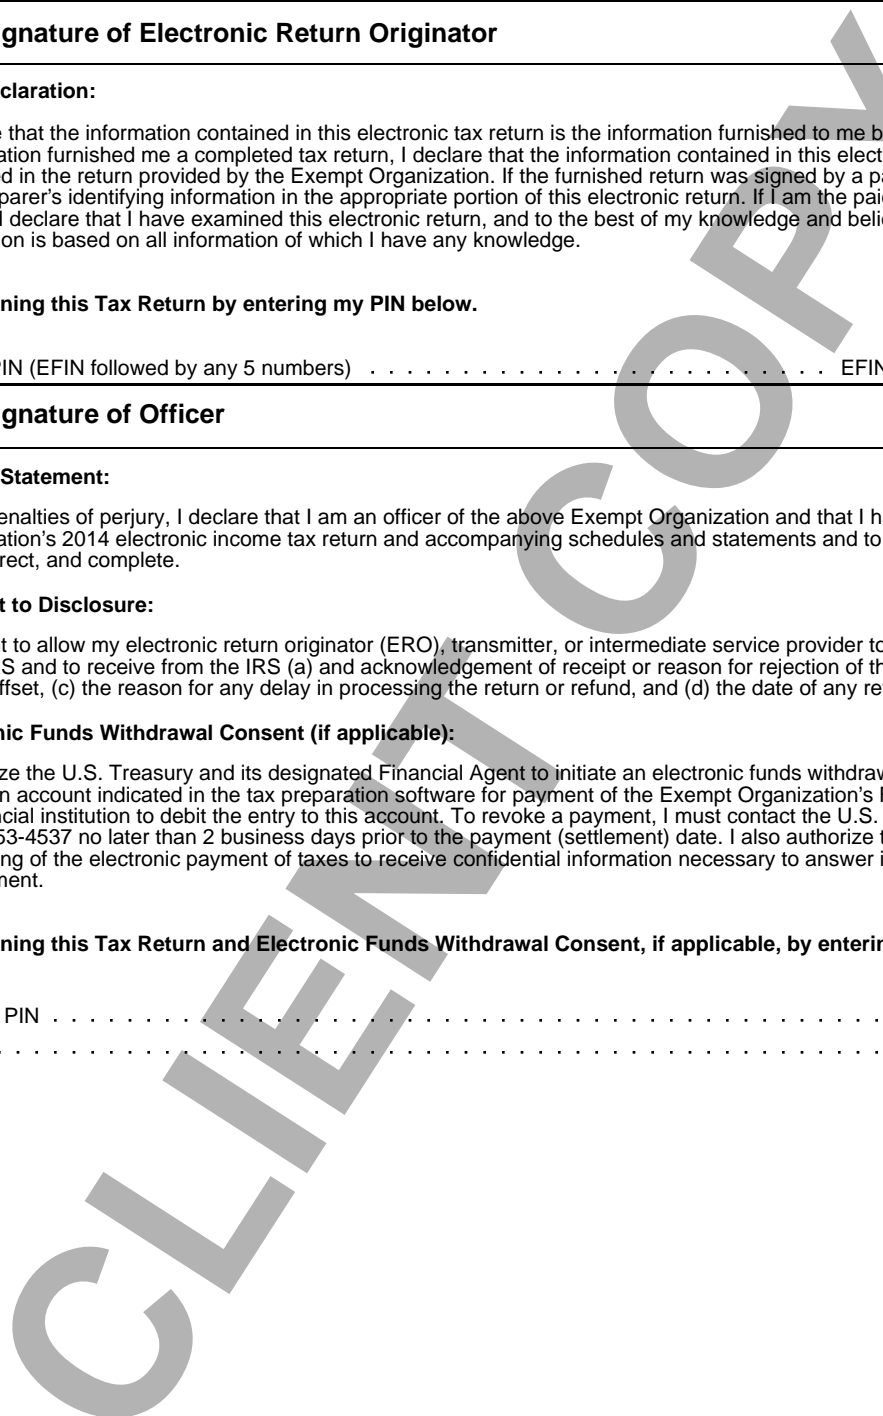 gnature of Electronic Return Originator
claration:
e that the information contained in this electronic tax return is the information furnished to me b
ation furnished me a completed tax return, I declare that the information contained in this elect
ed in the return provided by the Exempt Organization. If the furnished return was signed by a pa
parer's identifying information in the appropriate portion of this electronic return. If I am the paid
I declare that I have examined this electronic return, and to the best of my knowledge and belie
on is based on all information of which I have any knowledge.
ning this Tax Return by entering my PIN below.
PIN (EFIN followed by any 5 numbers) . . . . . . . . . . . . . . . . . . . . . . . . . . . . . . EFIN
gnature of Officer
Statement:
enalties of perjury, I declare that I am an officer of the above Exempt Organization and that I h
ation's 2014 electronic income tax return and accompanying schedules and statements and to
rect, and complete.
t to Disclosure:
t to allow my electronic return originator (ERO), transmitter, or intermediate service provider to
S and to receive from the IRS (a) and acknowledgement of receipt or reason for rejection of th
ffset, (c) the reason for any delay in processing the return or refund, and (d) the date of any re
nic Funds Withdrawal Consent (if applicable):
ze the U.S. Treasury and its designated Financial Agent to initiate an electronic funds withdraw
n account indicated in the tax preparation software for payment of the Exempt Organization's
cial institution to debit the entry to this account. To revoke a payment, I must contact the U.S.
53-4537 no later than 2 business days prior to the payment (settlement) date. I also authorize t
ng of the electronic payment of taxes to receive confidential information necessary to answer i
ment.
ning this Tax Return and Electronic Funds Withdrawal Consent, if applicable, by enterin
PIN . . . . . . . . . . . . . . . . . . . . . . . . . . . . . . . . . . . . . . . . . . . . . . . . . . . . . .
CLIENT COPY